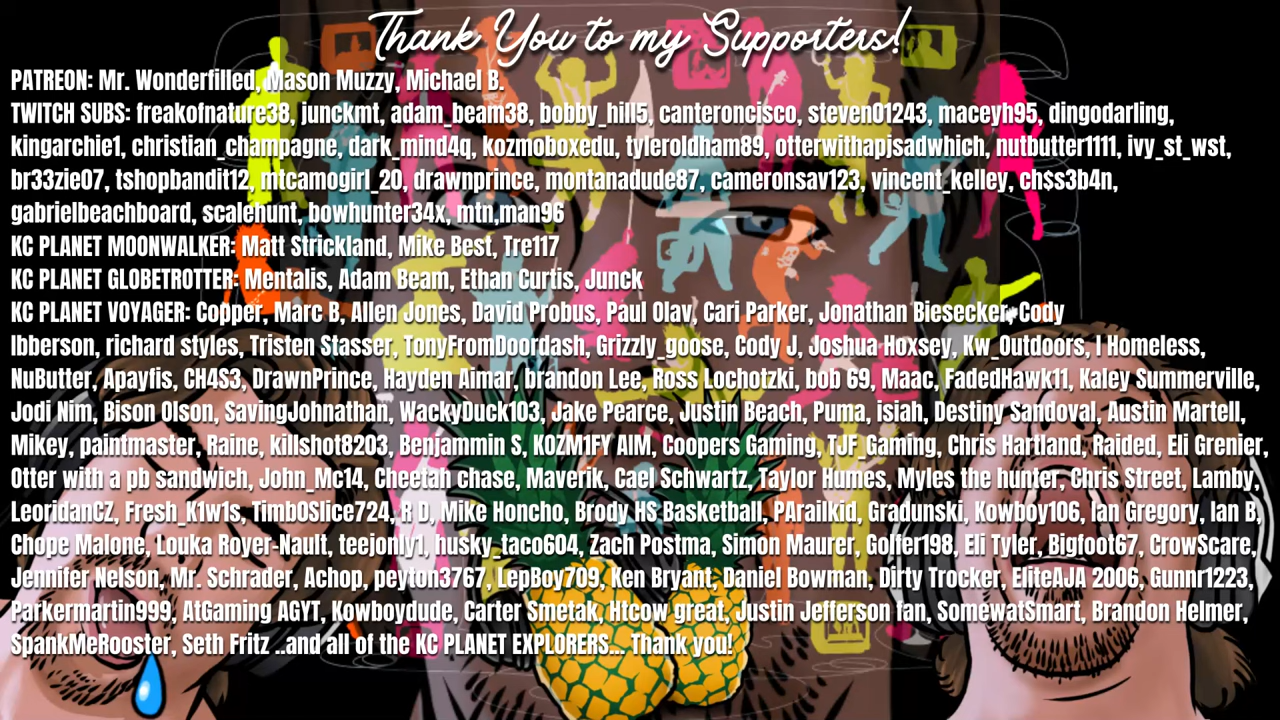 Thank You to my Supporters!
PATREON: Mr. Wonderfilled, Mason Muzzy, Michael B.
TWITCH SUBS: freakofnature38, junckmt, adam_beam38, bobby_hill5, canteroncisco, steven01243, maceyh95, dingodarling,
kingarchie1, christian_champagne, dark_mind4q, kozmoboxedu, tyleroldham89, otterwithapjsadwhich, nutbutter1111, ivy_st_wst,
br33zie07, tshopbandit12, mtcamogirl_20, drawnprince, montanadude87, cameronsav123, vincent_kelley, ch$s3b4n,
gabrielbeachboard, scalehunt, bowhunter34x, mtn,man96
KC PLANET MOONWALKER: Matt Strickland, Mike Best, Tre117
KC PLANET GLOBETROTTER: Mentalis, Adam Beam, Ethan Curtis, Junck
KC PLANET VOYAGER: Copper, Marc B, Allen Jones, David Probus, Paul Olav, Cari Parker, Jonathan Biesecker, Cody
Ibberson, richard styles, Tristen Stasser, TonyFromDoordash, Grizzly_goose, Cody J, Joshua Hoxsey, Kw_Outdoors, I Homeless,
NuButter, Apayfis, CH4S3, DrawnPrince, Hayden Aimar, brandon Lee, Ross Lochotzki, bob 69, Maac, FadedHawk11, Kaley Summerville,
Jodi Nim, Bison Olson, SavingJohnathan, WackyDuck103, Jake Pearce, Justin Beach, Puma, isiah, Destiny Sandoval, Austin Martell,
Mikey, paintmaster, Raine, killshot8203, Benjammin S, K0ZM1FY AIM, Coopers Gaming, TJF_Gaming, Chris Hartland, Raided, Eli Grenier,
Otter with a pb sandwich, John_Mc14, Cheetah chase, Maverik, Cael Schwartz, Taylor Humes, Myles the hunter, Chris Street, Lamby,
LeoridanCZ, Fresh_K1w1s, Timb0Slice724, R D, Mike Honcho, Brody HS Basketball, PArailkid, Gradunski, Kowboy106, Ian Gregory, Ian B,
Chope Malone, Louka Royer-Nault, teejonly1, husky_taco604, Zach Postma, Simon Maurer, Golfer198, Eli Tyler, Bigfoot67, CrowScare,
Jennifer Nelson, Mr. Schrader, Achop, peyton3767, LepBoy709, Ken Bryant, Daniel Bowman, Dirty Trocker, EliteAJA 2006, Gunnr1223,
Parkermartin999, AtGaming AGYT, Kowboydude, Carter Smetak, Htcow great, Justin Jefferson fan, SomewatSmart, Brandon Helmer,
SpankMeRooster, Seth Fritz ..and all of the KC PLANET EXPLORERS... Thank you!